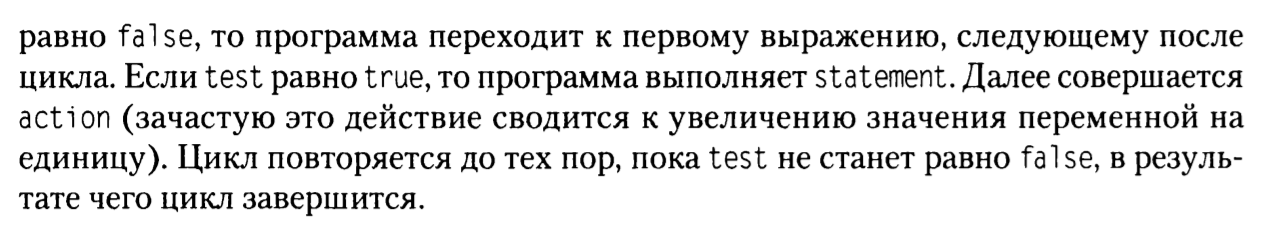 равно false, то программа переходит к первому выражению, следующему после
цикла. Если test равно true, то программа выполняет statement. Далее совершается
action (зачастую это действие сводится к увеличению значения переменной на
единицу). Цикл повторяется до тех пор, пока test не станет равно false, в резуль-
тате чего цикл завершится.